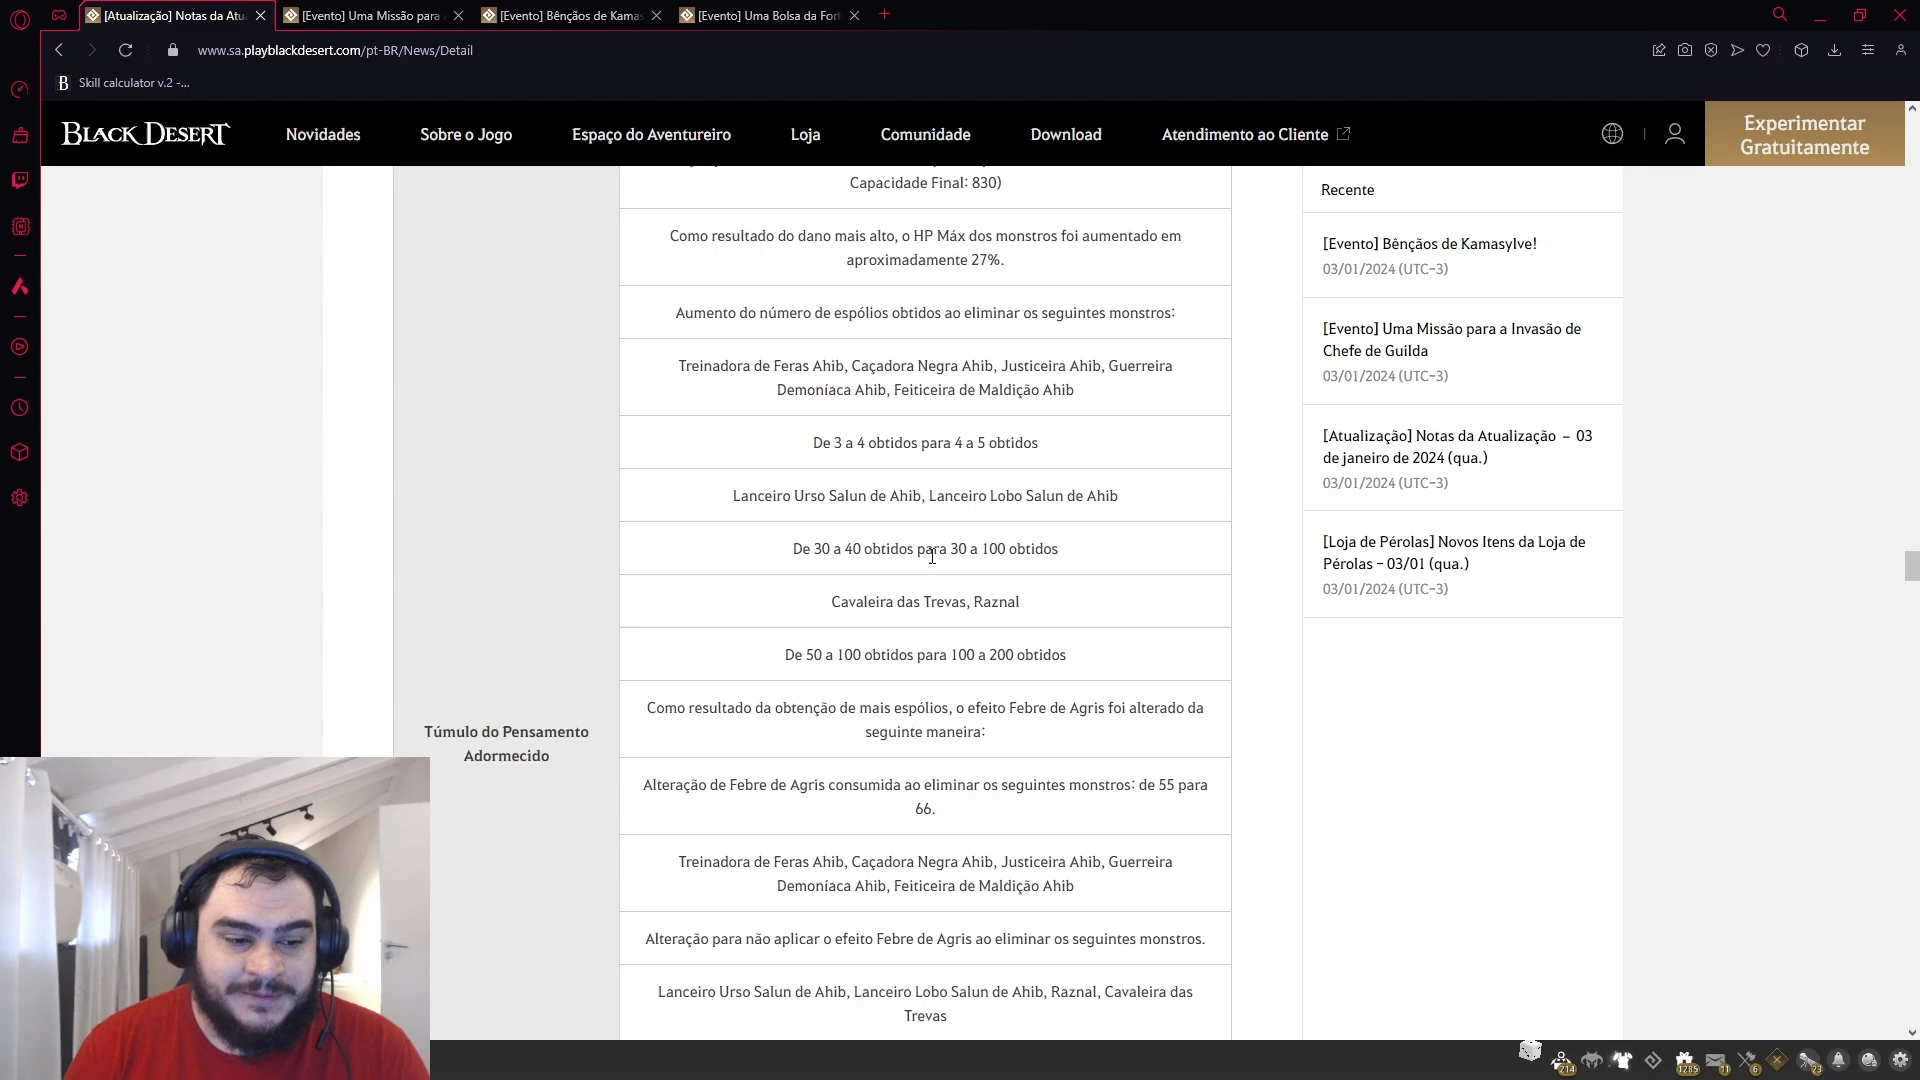 [Atualização] Notas da Atu
[Evento] Uma Missão para
[Evento] Bênçãos de Kamas
[Evento] Uma Bolsa da For
www.sa.playblackdesert.com/pt-BR/News/Detail
B Skill calculator v.2 -...
BLACK DESERT
Novidades
Sobre o Jogo
Espaço do Aventureiro
Loja
Comunidade
Download
Atendimento ao Cliente
Experimentar
Gratuitamente
Capacidade Final: 830)
Como resultado do dano mais alto, o HP Máx dos monstros foi aumentado em
aproximadamente 27%.
Aumento do número de espólios obtidos ao eliminar os seguintes monstros:
Treinadora de Feras Ahib, Caçadora Negra Ahib, Justiceira Ahib, Guerreira
Demoníaca Ahib, Feiticeira de Maldição Ahib
De 3 a 4 obtidos para 4 a 5 obtidos
Lanceiro Urso Salun de Ahib, Lanceiro Lobo Salun de Ahib
De 30 a 40 obtidos para 30 a 100 obtidos
Cavaleira das Trevas, Raznal
De 50 a 100 obtidos para 100 a 200 obtidos
Como resultado da obtenção de mais espólios, o efeito Febre de Agris foi alterado da
seguinte maneira:
Túmulo do Pensamento
Adormecido
Alteração de Febre de Agris consumida ao eliminar os seguintes monstros: de 55 para
66.
Treinadora de Feras Ahib, Caçadora Negra Ahib, Justiceira Ahib, Guerreira
Demoníaca Ahib, Feiticeira de Maldição Ahib
Alteração para não aplicar o efeito Febre de Agris ao eliminar os seguintes monstros.
Lanceiro Urso Salun de Ahib, Lanceiro Lobo Salun de Ahib, Raznal, Cavaleira das
Trevas
Recente
[Evento] Bênçãos de Kamasylve!
03/01/2024 (UTC-3)
[Evento] Uma Missão para a Invasão de
Chefe de Guilda
03/01/2024 (UTC-3)
[Atualização] Notas da Atualização - 03
de janeiro de 2024 (qua.)
03/01/2024 (UTC-3)
[Loja de Pérolas] Novos Itens da Loja de
Pérolas - 03/01 (qua.)
03/01/2024 (UTC-3)
214
1285
11
6
23